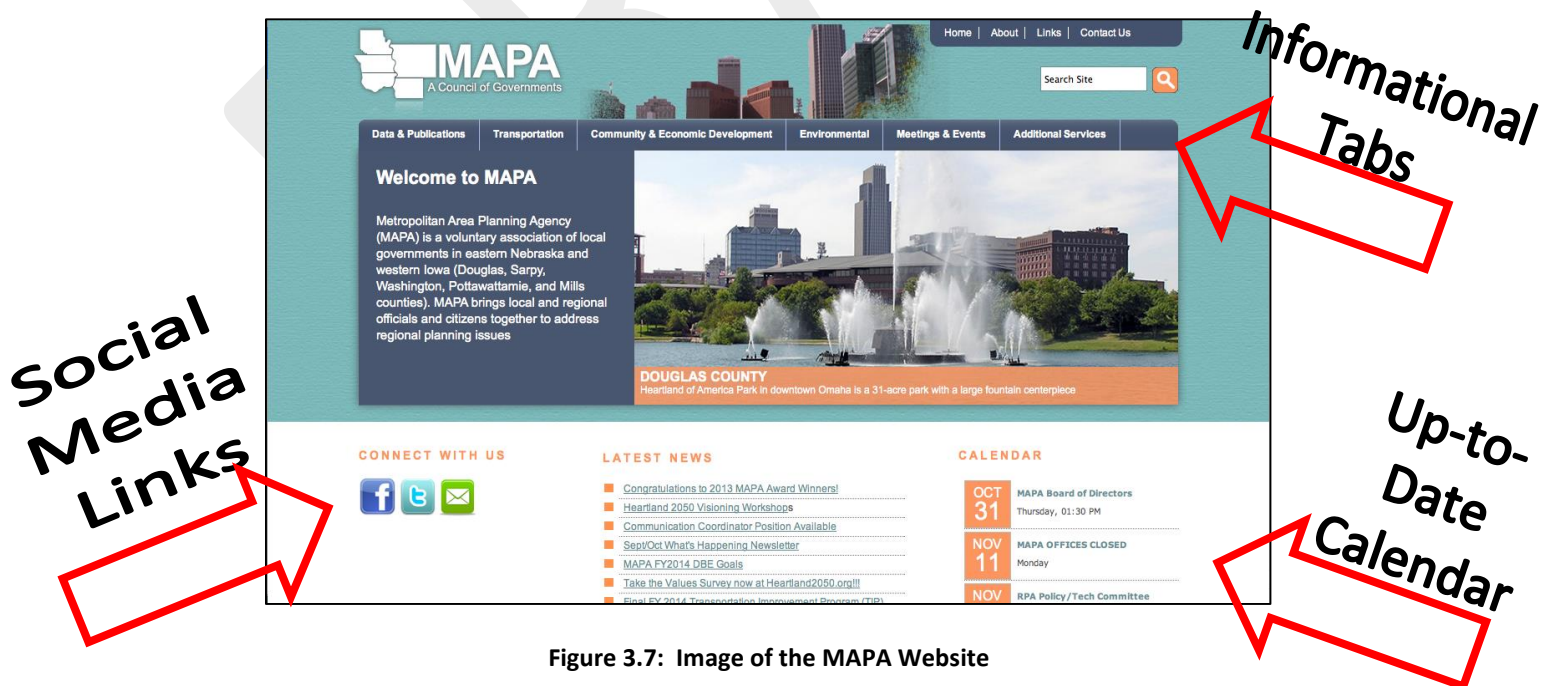 Home | About | Links | Contact Us
MAPA
A Council of Governments
Search Site
Informational
Tabs
Data & Publications
Transportation
Community & Economic Development
Environmental
Meetings & Events
Additional Services
Welcome to MAPA
Metropolitan Area Planning Agency
(MAPA) is a voluntary association of local
governments in eastern Nebraska and
western Iowa (Douglas, Sarpy,
Washington, Pottawattamie, and Mills
counties). MAPA brings local and regional
officials and citizens together to address
regional planning issues
DOUGLAS COUNTY
Heartland of America Park in downtown Omaha is a 31-acre park with a large fountain centerpiece
Social
Media
Links
CONNECT WITH US
LATEST NEWS
Congratulations to 2013 MAPA Award Winners!
Heartland 2050 Visioning Workshops
Communication Coordinator Position Available
Sept/Oct What's Happening Newsletter
MAPA FY2014 DBE Goals
Take the Values Survey now at Heartland2050.org!!!
Final FY 2014 Transportation Improvement Program (TIP)
CALENDAR
OCT
31
MAPA Board of Directors
Thursday, 01:30 PM
NOV
11
MAPA OFFICES CLOSED
Monday
NOV
RPA Policy/Tech Committee
Up-to-
Date
Calendar
Figure 3.7: Image of the MAPA Website